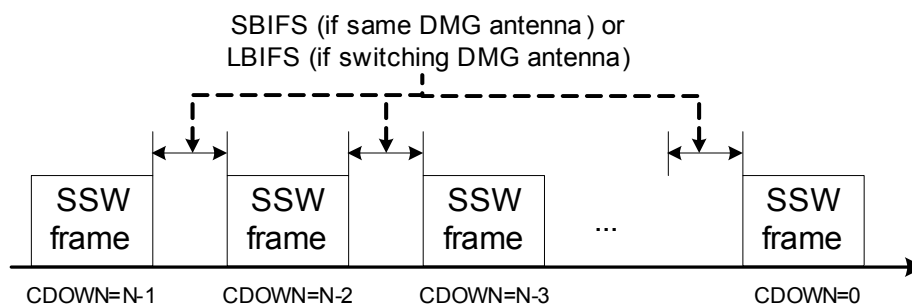 SBIFS (if same DMG antenna) or
LBIFS (if switching DMG antenna)
SSW
frame
SSW
frame
SSW
frame
...
SSW
frame
CDOWN=N-1
CDOWN=N-2
CDOWN=N-3
CDOWN=0